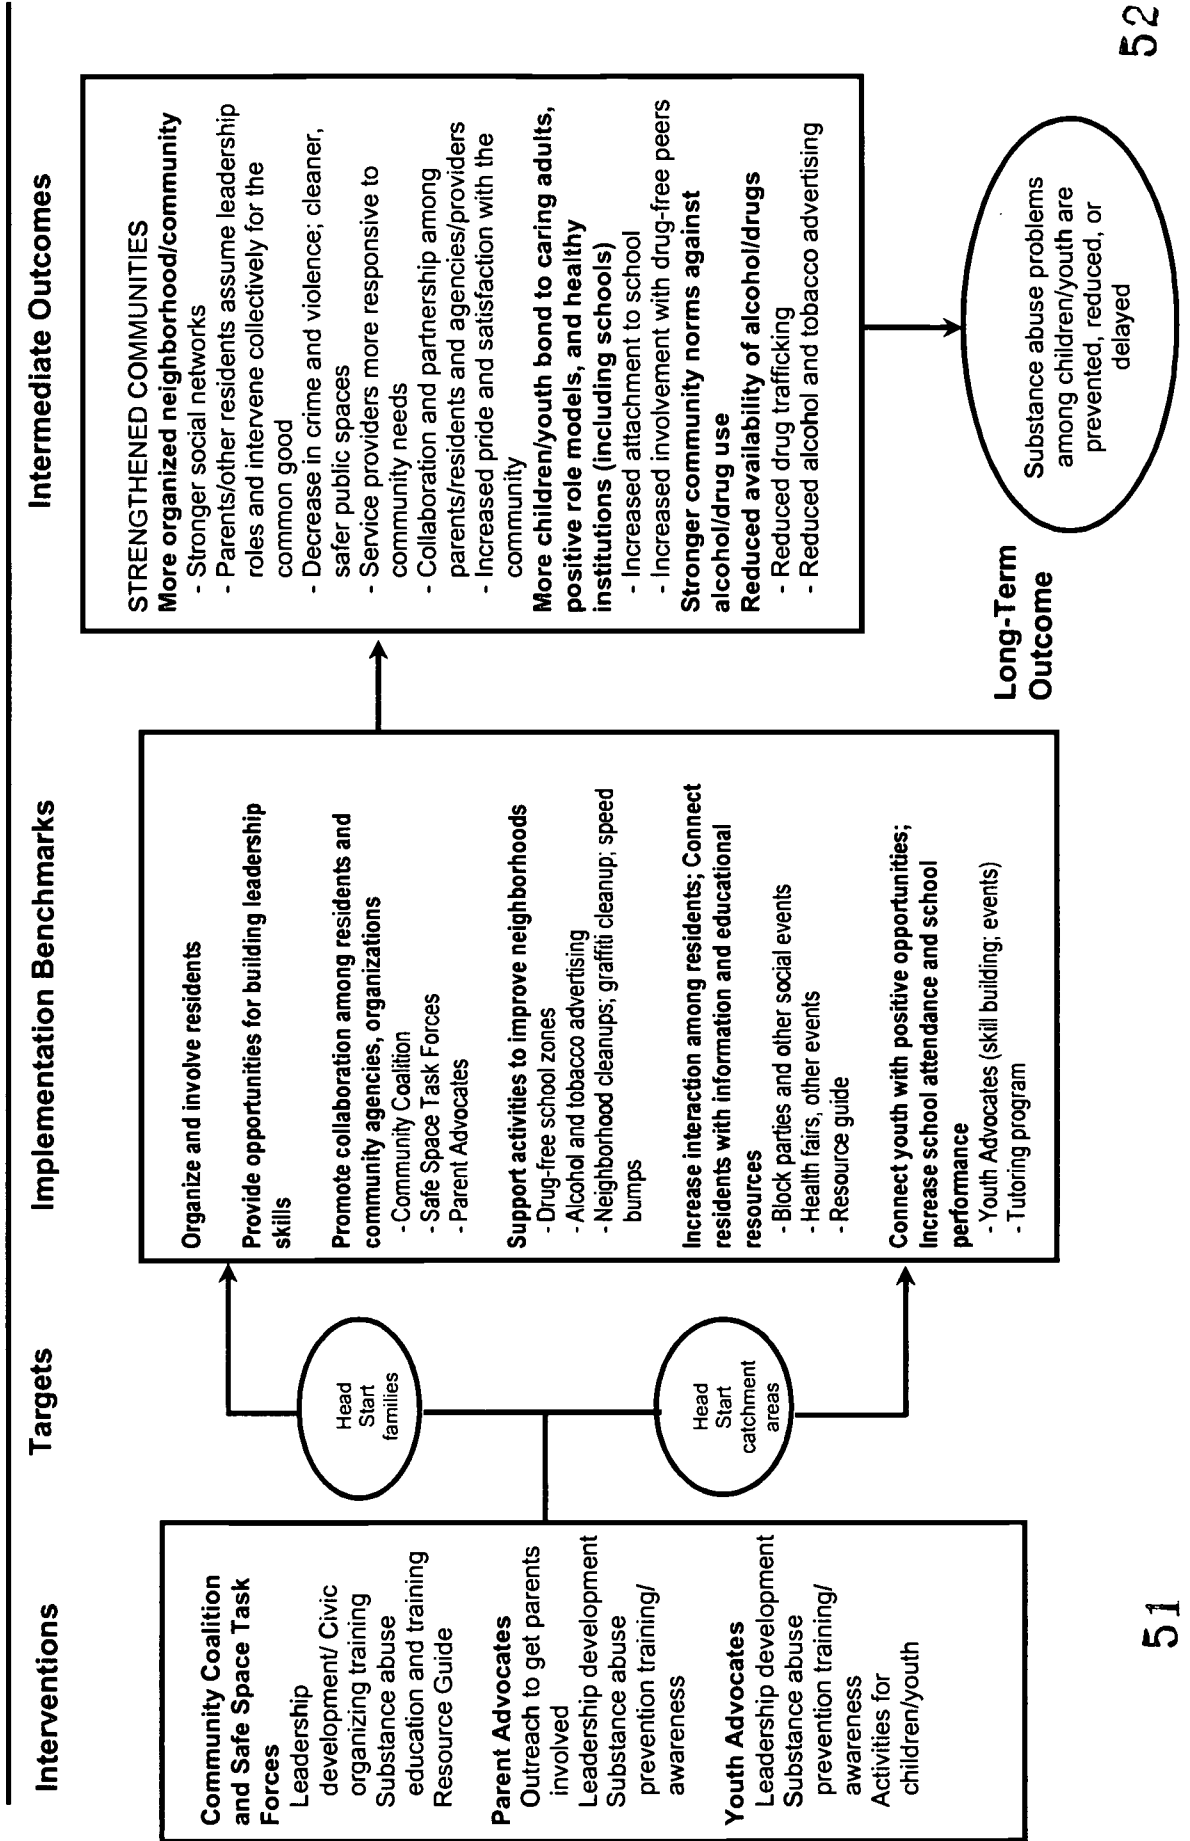 Interventions
Targets
Implementation Benchmarks
Intermediate Outcomes
Community Coalition
and Safe Space Task
Forces
Leadership
development/ Civic
organizing training
Substance abuse
education and training
Resource Guide
Parent Advocates
Outreach to get parents
involved
Leadership development
Substance abuse
prevention training/
awareness
Youth Advocates
Leadership development
Substance abuse
prevention training/
awareness
Activities for
children/youth
Head
Start
families
Head
Start
catchment
areas
Organize and involve residents
Provide opportunities for building leadership
skills
Promote collaboration among residents and
community agencies, organizations
- Community Coalition
- Safe Space Task Forces
- Parent Advocates
Support activities to improve neighborhoods
- Drug-free school zones
- Alcohol and tobacco advertising
- Neighborhood cleanups; graffiti cleanup; speed
bumps
Increase interaction among residents; Connect
residents with information and educational
resources
- Block parties and other social events
- Health fairs, other events
- Resource guide
Connect youth with positive opportunities;
Increase school attendance and school
performance
- Youth Advocates (skill building; events)
- Tutoring program
STRENGTHENED COMMUNITIES
More organized neighborhood/community
- Stronger social networks
- Parents/other residents assume leadership
roles and intervene collectively for the
common good
- Decrease in crime and violence; cleaner,
safer public spaces
- Service providers more responsive to
community needs
- Collaboration and partnership among
parents/residents and agencies/providers
- Increased pride and satisfaction with the
community
More children/youth bond to caring adults,
positive role models, and healthy
institutions (including schools)
- Increased attachment to school
- Increased involvement with drug-free peers
Stronger community norms against
alcohol/drug use
Reduced availability of alcohol/drugs
- Reduced drug trafficking
- Reduced alcohol and tobacco advertising
Long-Term
Outcome
Substance abuse problems
among children/youth are
prevented, reduced, or
delayed
51
52